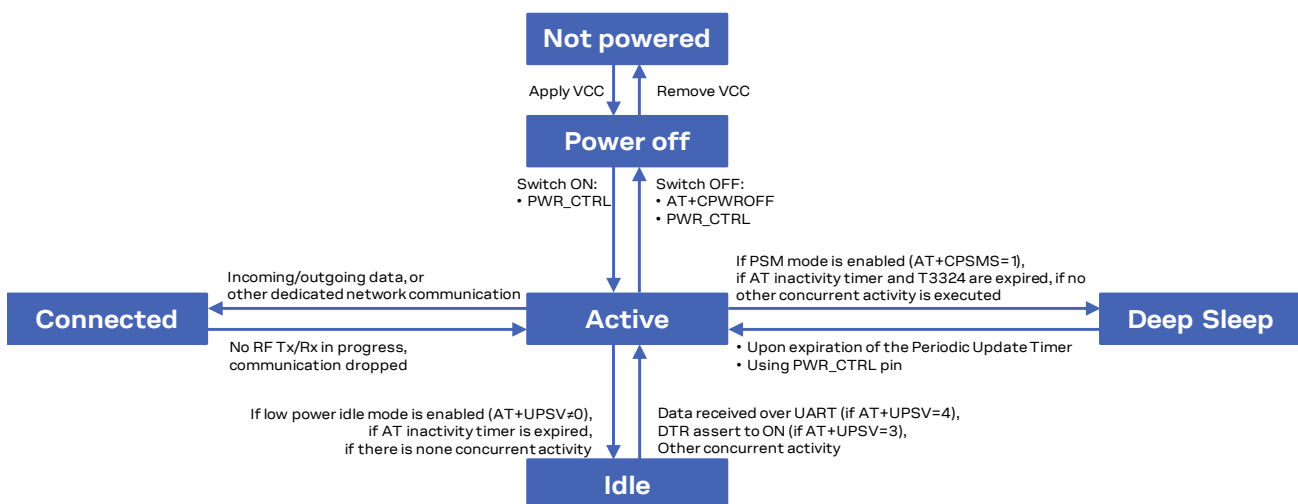 Not powered
Apply VCC
Remove VCC
Power off
Switch ON:
• PWR_CTRL
Switch OFF:
• AT+CPWROFF
• PWR_CTRL
Incoming/outgoing data, or
other dedicated network communication
If PSM mode is enabled (AT+CPSMS=1),
if AT inactivity timer and T3324 are expired, if no
other concurrent activity is executed
Connected
Active
Deep Sleep
No RF Tx/Rx in progress,
communication dropped
• Upon expiration of the Periodic Update Timer
• Using PWR_CTRL pin
If low power idle mode is enabled (AT+UPSV≠0),
if AT inactivity timer is expired,
if there is none concurrent activity
Data received over UART (if AT+UPSV=4),
DTR assert to ON (if AT+UPSV=3),
Other concurrent activity
Idle